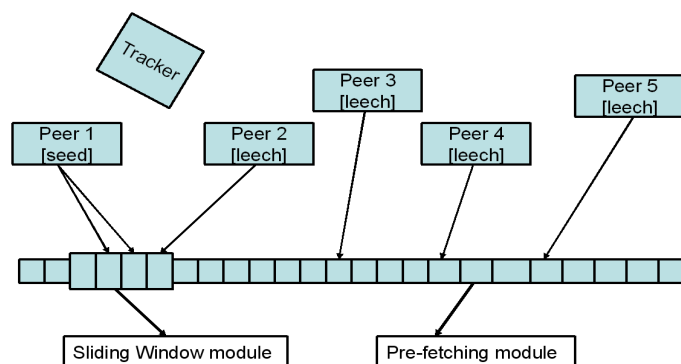 Tracker
Peer 1
[seed]
Peer 2
[leech]
Peer 3
[leech]
Peer 4
[leech]
Peer 5
[leech]
Sliding Window module
Pre-fetching module